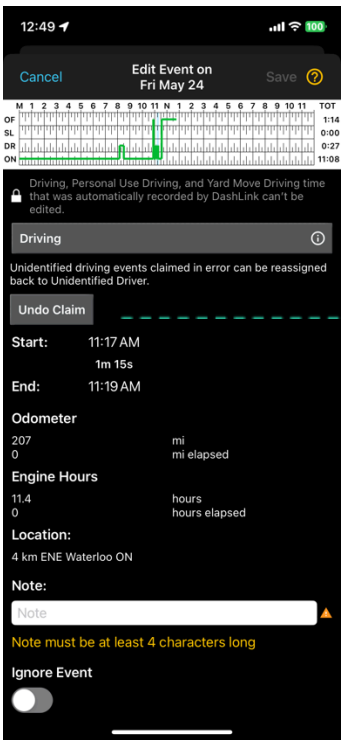 12:49
100
Cancel
Edit Event on
Fri May 24
Save
M 1 2 3 4 5 6 7 8 9 10 11 N 1 2 3 4 5 6 7 8 9 10 11 TOT
OF 1:14
SL 0:00
DR 0:27
ON 11:08
Driving, Personal Use Driving, and Yard Move Driving time
that was automatically recorded by DashLink can't be
edited.
Driving
Unidentified driving events claimed in error can be reassigned
back to Unidentified Driver.
Undo Claim
Start: 11:17 AM
1m 15s
End: 11:19 AM
Odometer
207 mi
0 mi elapsed
Engine Hours
11.4 hours
0 hours elapsed
Location:
4 km ENE Waterloo ON
Note:
Note
Note must be at least 4 characters long
Ignore Event